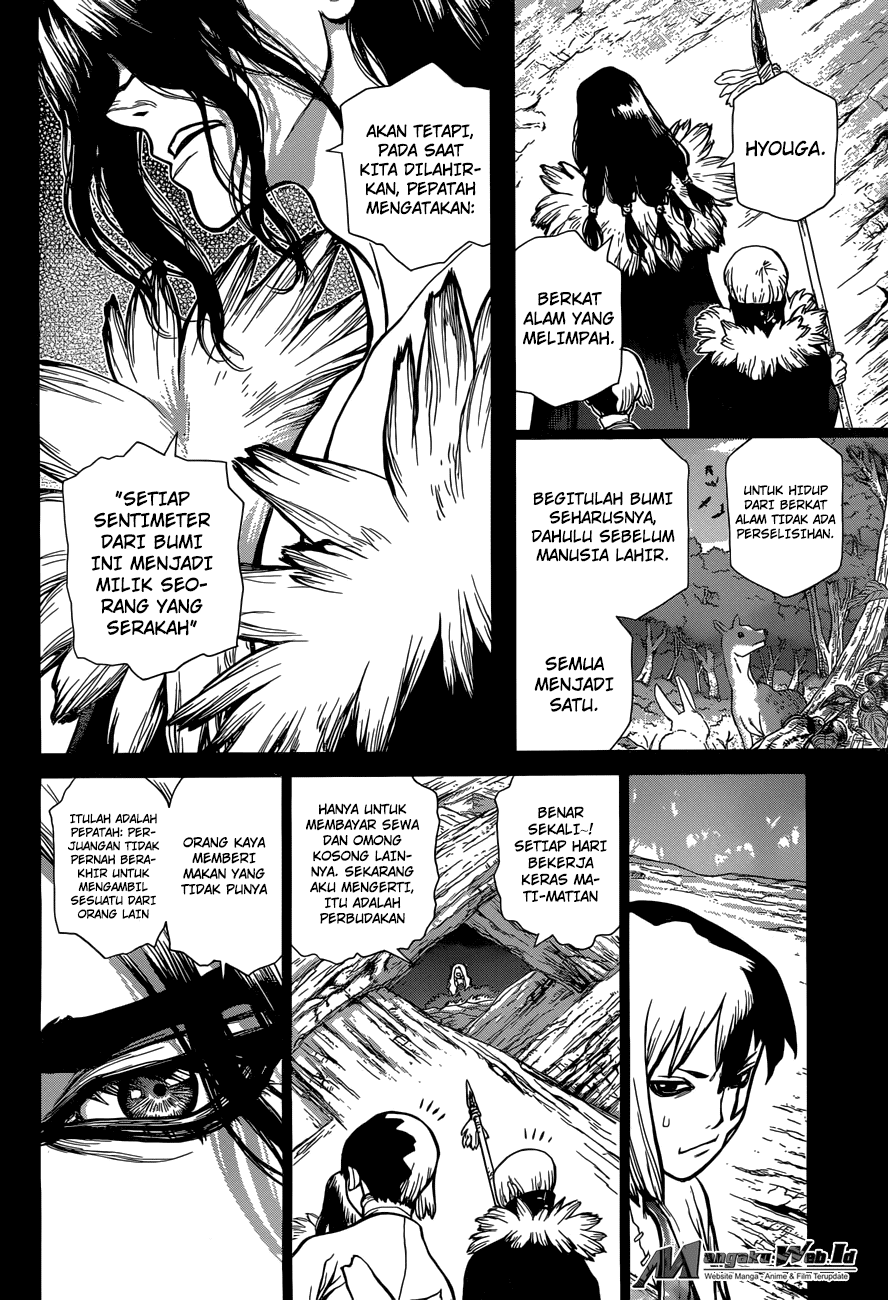 HYOUGA.
BERKAT
ALAM YANG
MELIMPAH.
UNTUK HIDUP
DARI BERKAT
ALAM TIDAK ADA
PERSELISIHAN.
BEGITULAH BUMI
SEHARUSNYA,
DAHULU SEBELUM
MANUSIA LAHIR.
SEMUA
MENJADI
SATU.
AKAN TETAPI,
PADA SAAT
KITA DILAHIR-
KAN, PEPATAH
MENGATAKAN:
"SETIAP
SENTIMETER
DARI BUMI
INI MENJADI
MILIK SEO-
RANG YANG
SERAKAH"
BENAR
SEKALI~!
SETIAP HARI
BEKERJA
KERAS MA-
TI-MATIAN
HANYA UNTUK
MEMBAYAR SEWA
DAN OMONG
KOSONG LAIN-
NYA. SEKARANG
AKU MENGERTI,
ITU ADALAH
PERBUDAKAN
ORANG KAYA
MEMBERI
MAKAN YANG
TIDAK PUNYA
ITULAH ADALAH
PEPATAH: PER-
JUANGAN TIDAK
PERNAH BERA-
KHIR UNTUK
MENGAMBIL
SESUATU DARI
ORANG LAIN
Mangaku.Web.Id
Website Manga - Anime & Film Terupdate